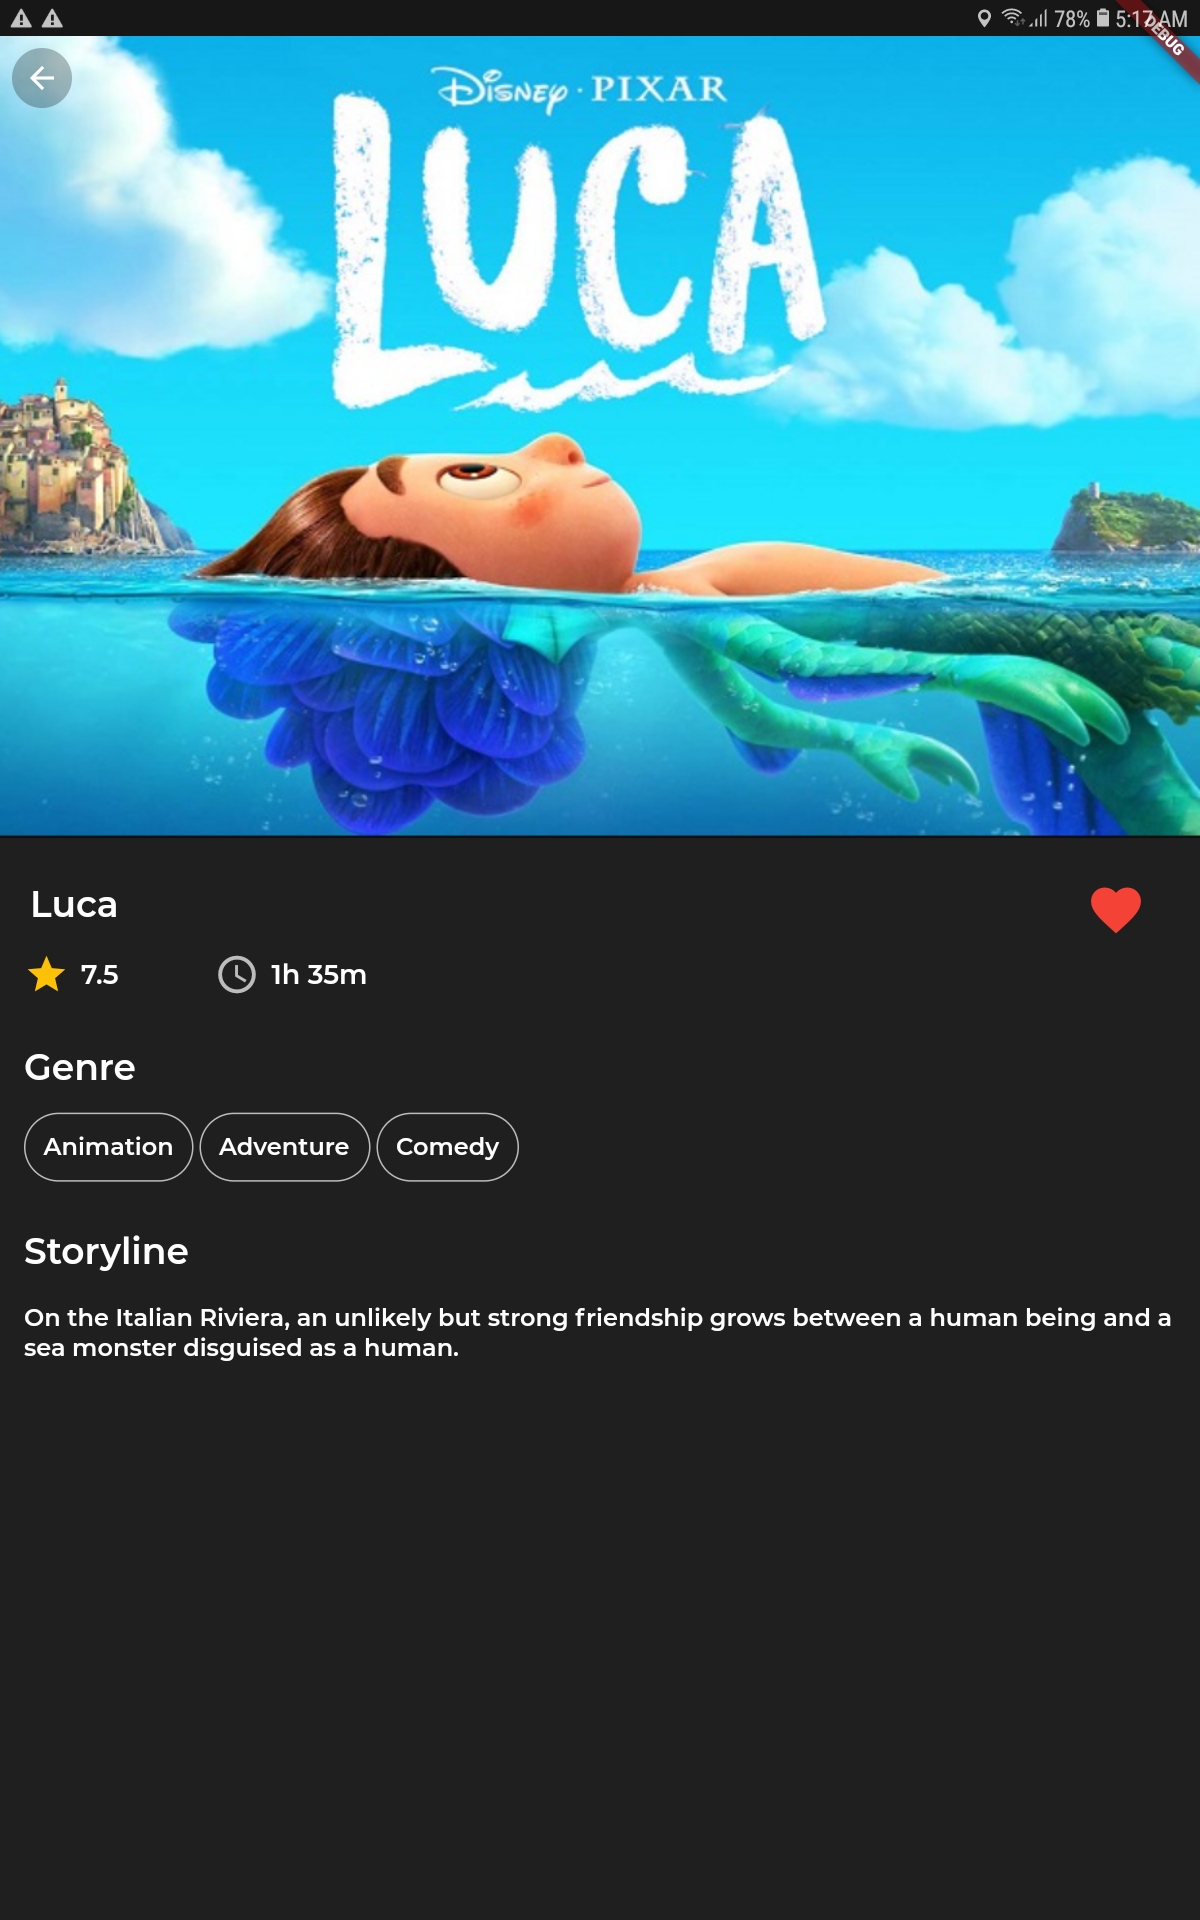 78% 5:17 AM
DEBUG
Disney · PIXAR
LUCA
Luca
7.5 1h 35m
Genre
Animation Adventure Comedy
Storyline
On the Italian Riviera, an unlikely but strong friendship grows between a human being and a
sea monster disguised as a human.